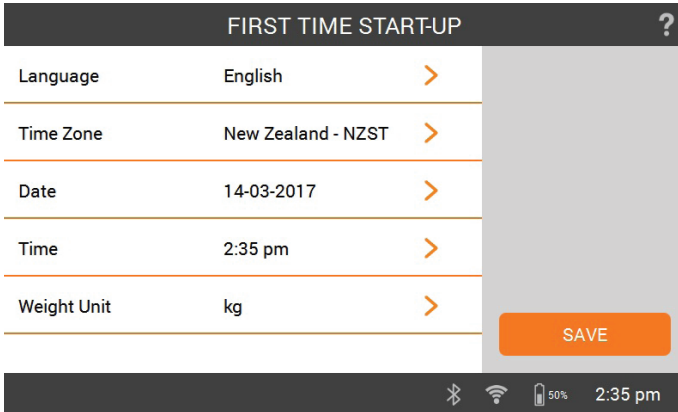 FIRST TIME START-UP ?
Language English
Time Zone New Zealand - NZST
Date 14-03-2017
Time 2:35 pm
Weight Unit kg
SAVE
50% 2:35 pm